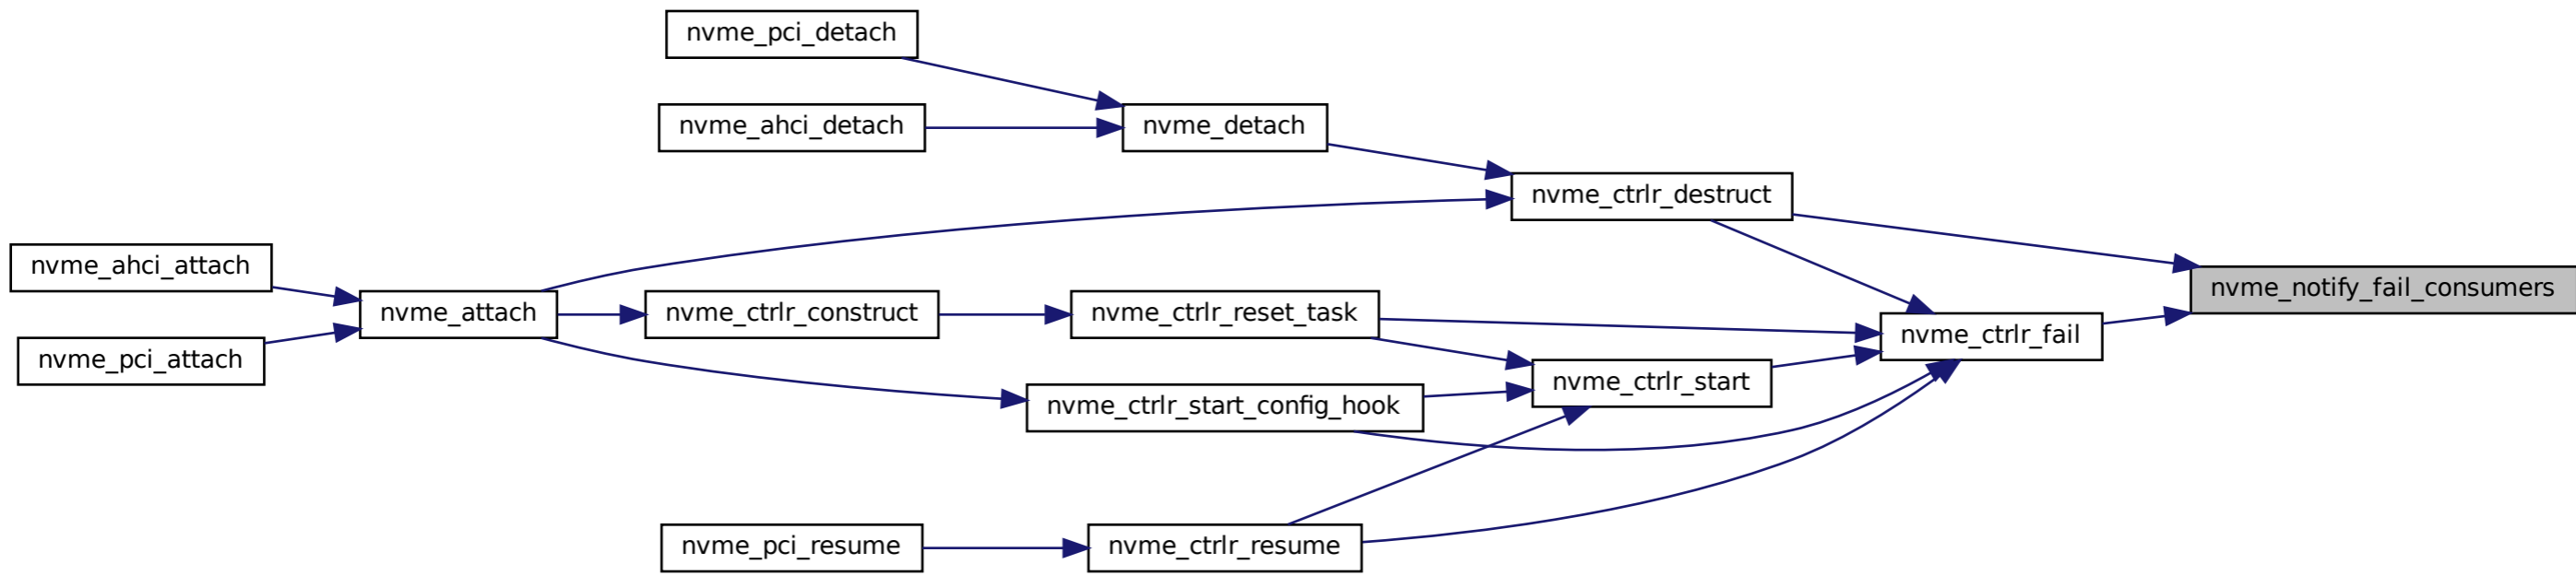 nvme_pci_detach
nvme_ahci_detach
nvme_detach
nvme_ctrlr_destruct
nvme_ahci_attach
nvme_notify_fail_consumers
nvme_attach
nvme_ctrlr_construct
nvme_ctrlr_reset_task
nvme_ctrlr_fail
nvme_pci_attach
nvme_ctrlr_start
nvme_ctrlr_start_config_hook
nvme_pci_resume
nvme_ctrlr_resume